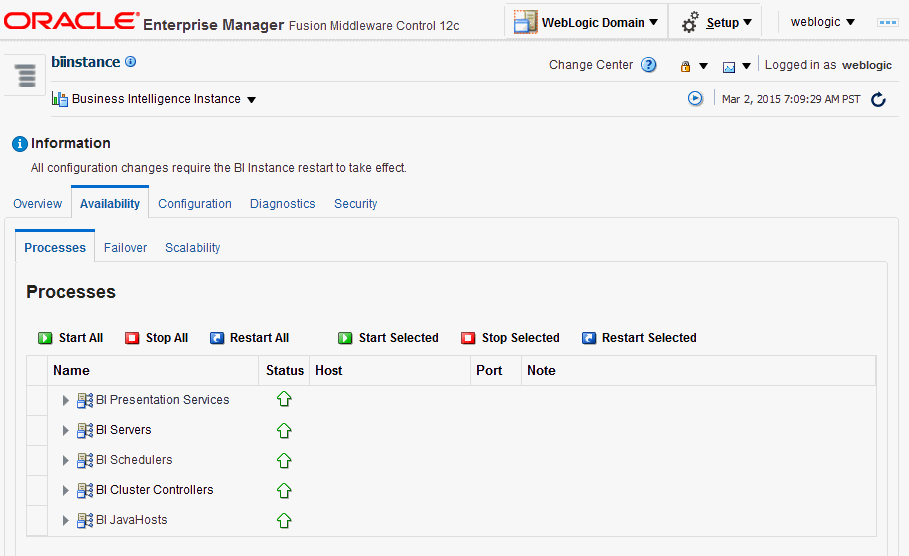 ORACLE® Enterprise Manager Fusion Middleware Control 12c WebLogic Domain Setup weblogic
biinstance Change Center Logged in as weblogic
Business Intelligence Instance Mar 2, 2015 7:09:29 AM PST
Information
All configuration changes require the BI Instance restart to take effect.
Overview Availability Configuration Diagnostics Security
Processes Failover Scalability
Processes
Start All Stop All Restart All Start Selected Stop Selected Restart Selected
Name Status Host Port Note
BI Presentation Services
BI Servers
BI Schedulers
BI Cluster Controllers
BI JavaHosts